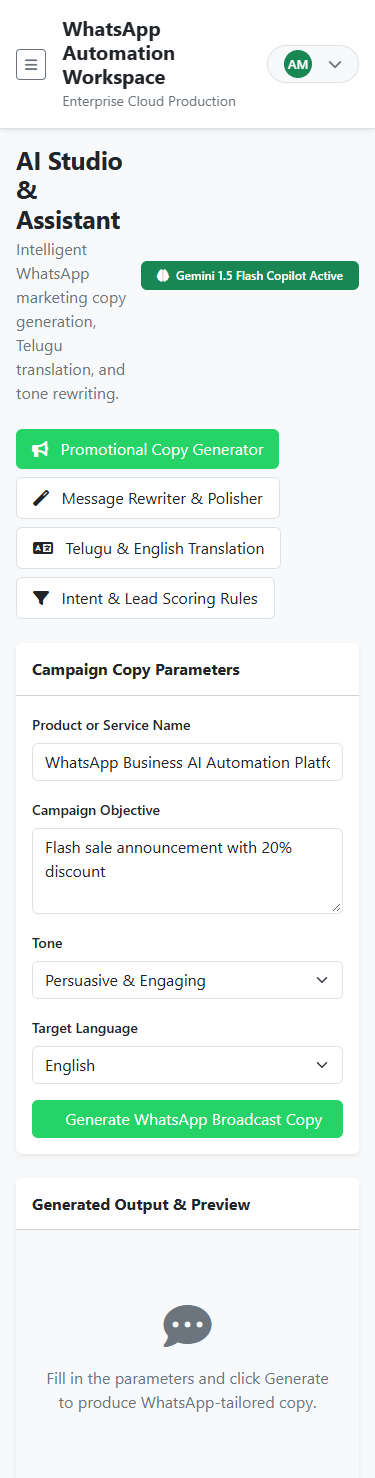 WhatsApp
Automation
Workspace
Enterprise Cloud Production
AM
AI Studio
&
Assistant
Intelligent
WhatsApp
marketing copy
generation,
Telugu
translation, and
tone rewriting.
Gemini 1.5 Flash Copilot Active
Promotional Copy Generator
Message Rewriter & Polisher
Telugu & English Translation
Intent & Lead Scoring Rules
Campaign Copy Parameters
Product or Service Name
WhatsApp Business AI Automation Platfo
Campaign Objective
Flash sale announcement with 20%
discount
Tone
Persuasive & Engaging
Target Language
English
Generate WhatsApp Broadcast Copy
Generated Output & Preview
Fill in the parameters and click Generate
to produce WhatsApp-tailored copy.